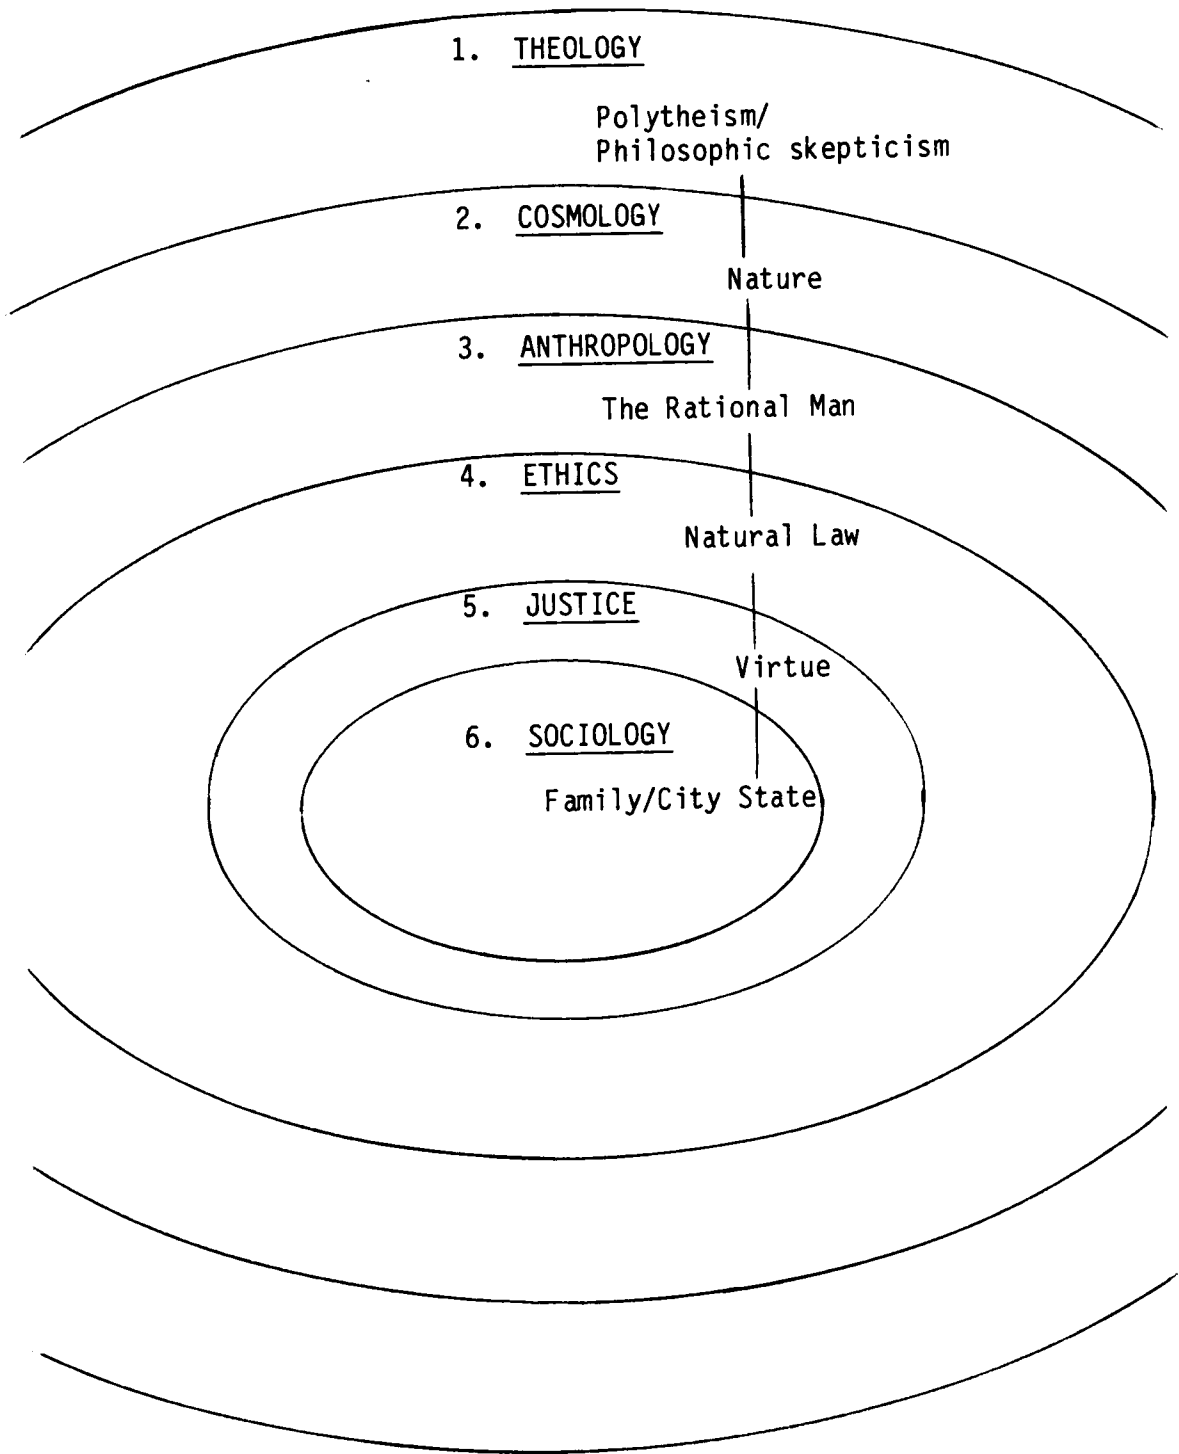 1. THEOLOGY
Polytheism/
Philosophic skepticism
2. COSMOLOGY
Nature
3. ANTHROPOLOGY
The Rational Man
4. ETHICS
Natural Law
5. JUSTICE
Virtue
6. SOCIOLOGY
Family/City State